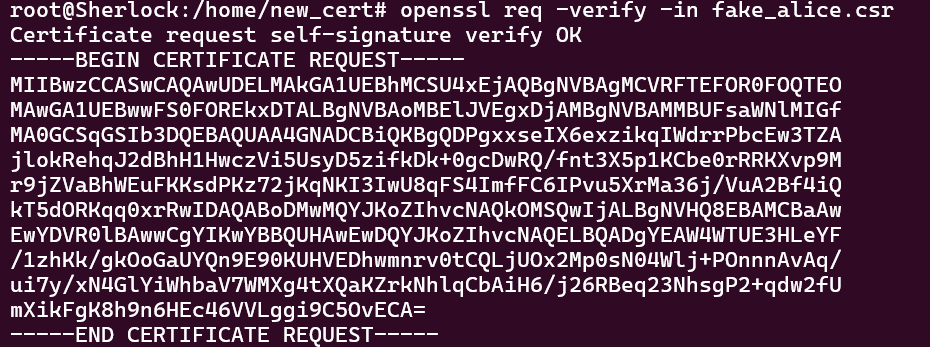 root@Sherlock:/home/new_cert# openssl req -verify -in fake_alice.csr
Certificate request self-signature verify OK
-----BEGIN CERTIFICATE REQUEST-----
MIIBwzCCASwCAQAwUDELMAkGA1UEBhMCSU4xEjAQBgNVBAgMCVRFTEFOR0FOQTEO
MAwGA1UEBwwFS0FOREkxDTALBgNVBAoMBElJVEgxDjAMBgNVBAMMBUFsaWNlMIGf
MA0GCSqGSIb3DQEBAQUAA4GNADCBiQKBgQDPgxxseIX6exzikqIWdrrPbcEw3TZA
jlokRehqJ2dBhH1HwczVi5UsyD5zifkDk+0gcDwRQ/fnt3X5p1KCbe0rRRKXvp9M
r9jZVaBhWEuFKKsdPKz72jKqNKI3IwU8qFS4ImfFC6IPvu5XrMa36j/VuA2Bf4iQ
kT5dORKqq0xrRwIDAQABoDMwMQYJKoZIhvcNAQkOMSQwIjALBgNVHQ8EBAMCBaAw
EwYDVR0lBAwwCgYIKwYBBQUHAwEwDQYJKoZIhvcNAQELBQADgYEAW4WTUE3HLeYF
/1zhKk/gkOoGaUYQn9E90KUHVEDhwmnrv0tCQLjUOx2Mp0sN04Wlj+POnnnAvAq/
ui7y/xN4GlYiWhbaV7WMXg4tXQaKZrkNhlqCbAiH6/j26RBeq23NhsgP2+qdw2fU
mXikFgK8h9n6HEc46VVLggi9C5OvECA=
-----END CERTIFICATE REQUEST-----